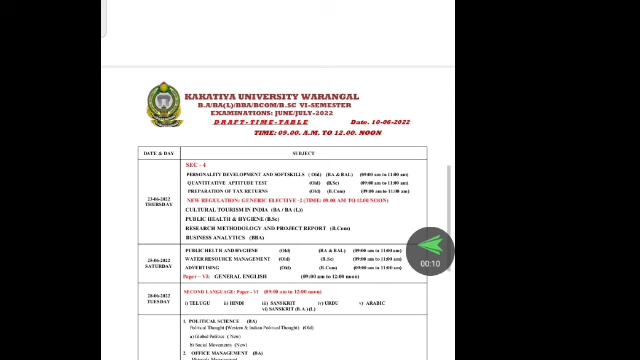 KAKATIYA UNIVERSITY WARANGAL
B.A/BA(L)/BBA/BCOM/B.SC VI-SEMESTER
EXAMINATIONS: JUNE/JULY-2022
DRAFT-TIME-TABLE Date. 10-06-2022
TIME: 09.00. A.M. TO 12.00. NOON
DATE & DAY SUBJECT
SEC - 4
PERSONALITY DEVELOPMENT AND SOFTSKILLS (Old) (BA & BAL) (09:00 am to 11:00 am)
QUANTITATIVE APTITUDE TEST (Old) (B.Sc) (09:00 am to 11:00 am)
PREPARATION OF TAX RETURNS (Old) (B.Com) (09:00 am to 11:00 am)
23-06-2022
THURSDAY
NEW REGULATION: GENERIC ELECTIVE -2 (TIME: 09.00 AM TO 12.00 NOON)
CULTURAL TOURISM IN INDIA (BA / BA (L)
PUBLIC HEALTH & HYGIENE (B.Sc)
RESEARCH METHODOLOGY AND PROJECT REPORT (B.Com)
BUSINESS ANALYTICS (BBA)
25-06-2022
SATURDAY
PUBLIC HELTH AND HYGIENE (Old) (BA & BAL) (09:00 am to 11:00 am)
WATER RESOURCE MANAGEMENT (Old) (B.Sc) (09:00 am to 11:00 am)
ADVERTISING (Old) (B.Com) (09:00 am to 11:00 am)
Paper - VI: GENERAL ENGLISH (09:00 am to 12:00 noon)
28-06-2022
TUESDAY
SECOND LANGUAGE: Paper - VI (09:00 am to 12:00 noon)
i) TELUGU ii) HINDI iii) SANSKRIT iv) URDU v) ARABIC
vi) SANSKRIT (B.A.) (L)
1. POLITICAL SCIENCE (BA)
Political Thought (Western & Indian Political Thought) (Old)
a) Global Politics (New)
b) Social Movements (New)
2. OFFICE MANAGEMENT (BA)
00:10